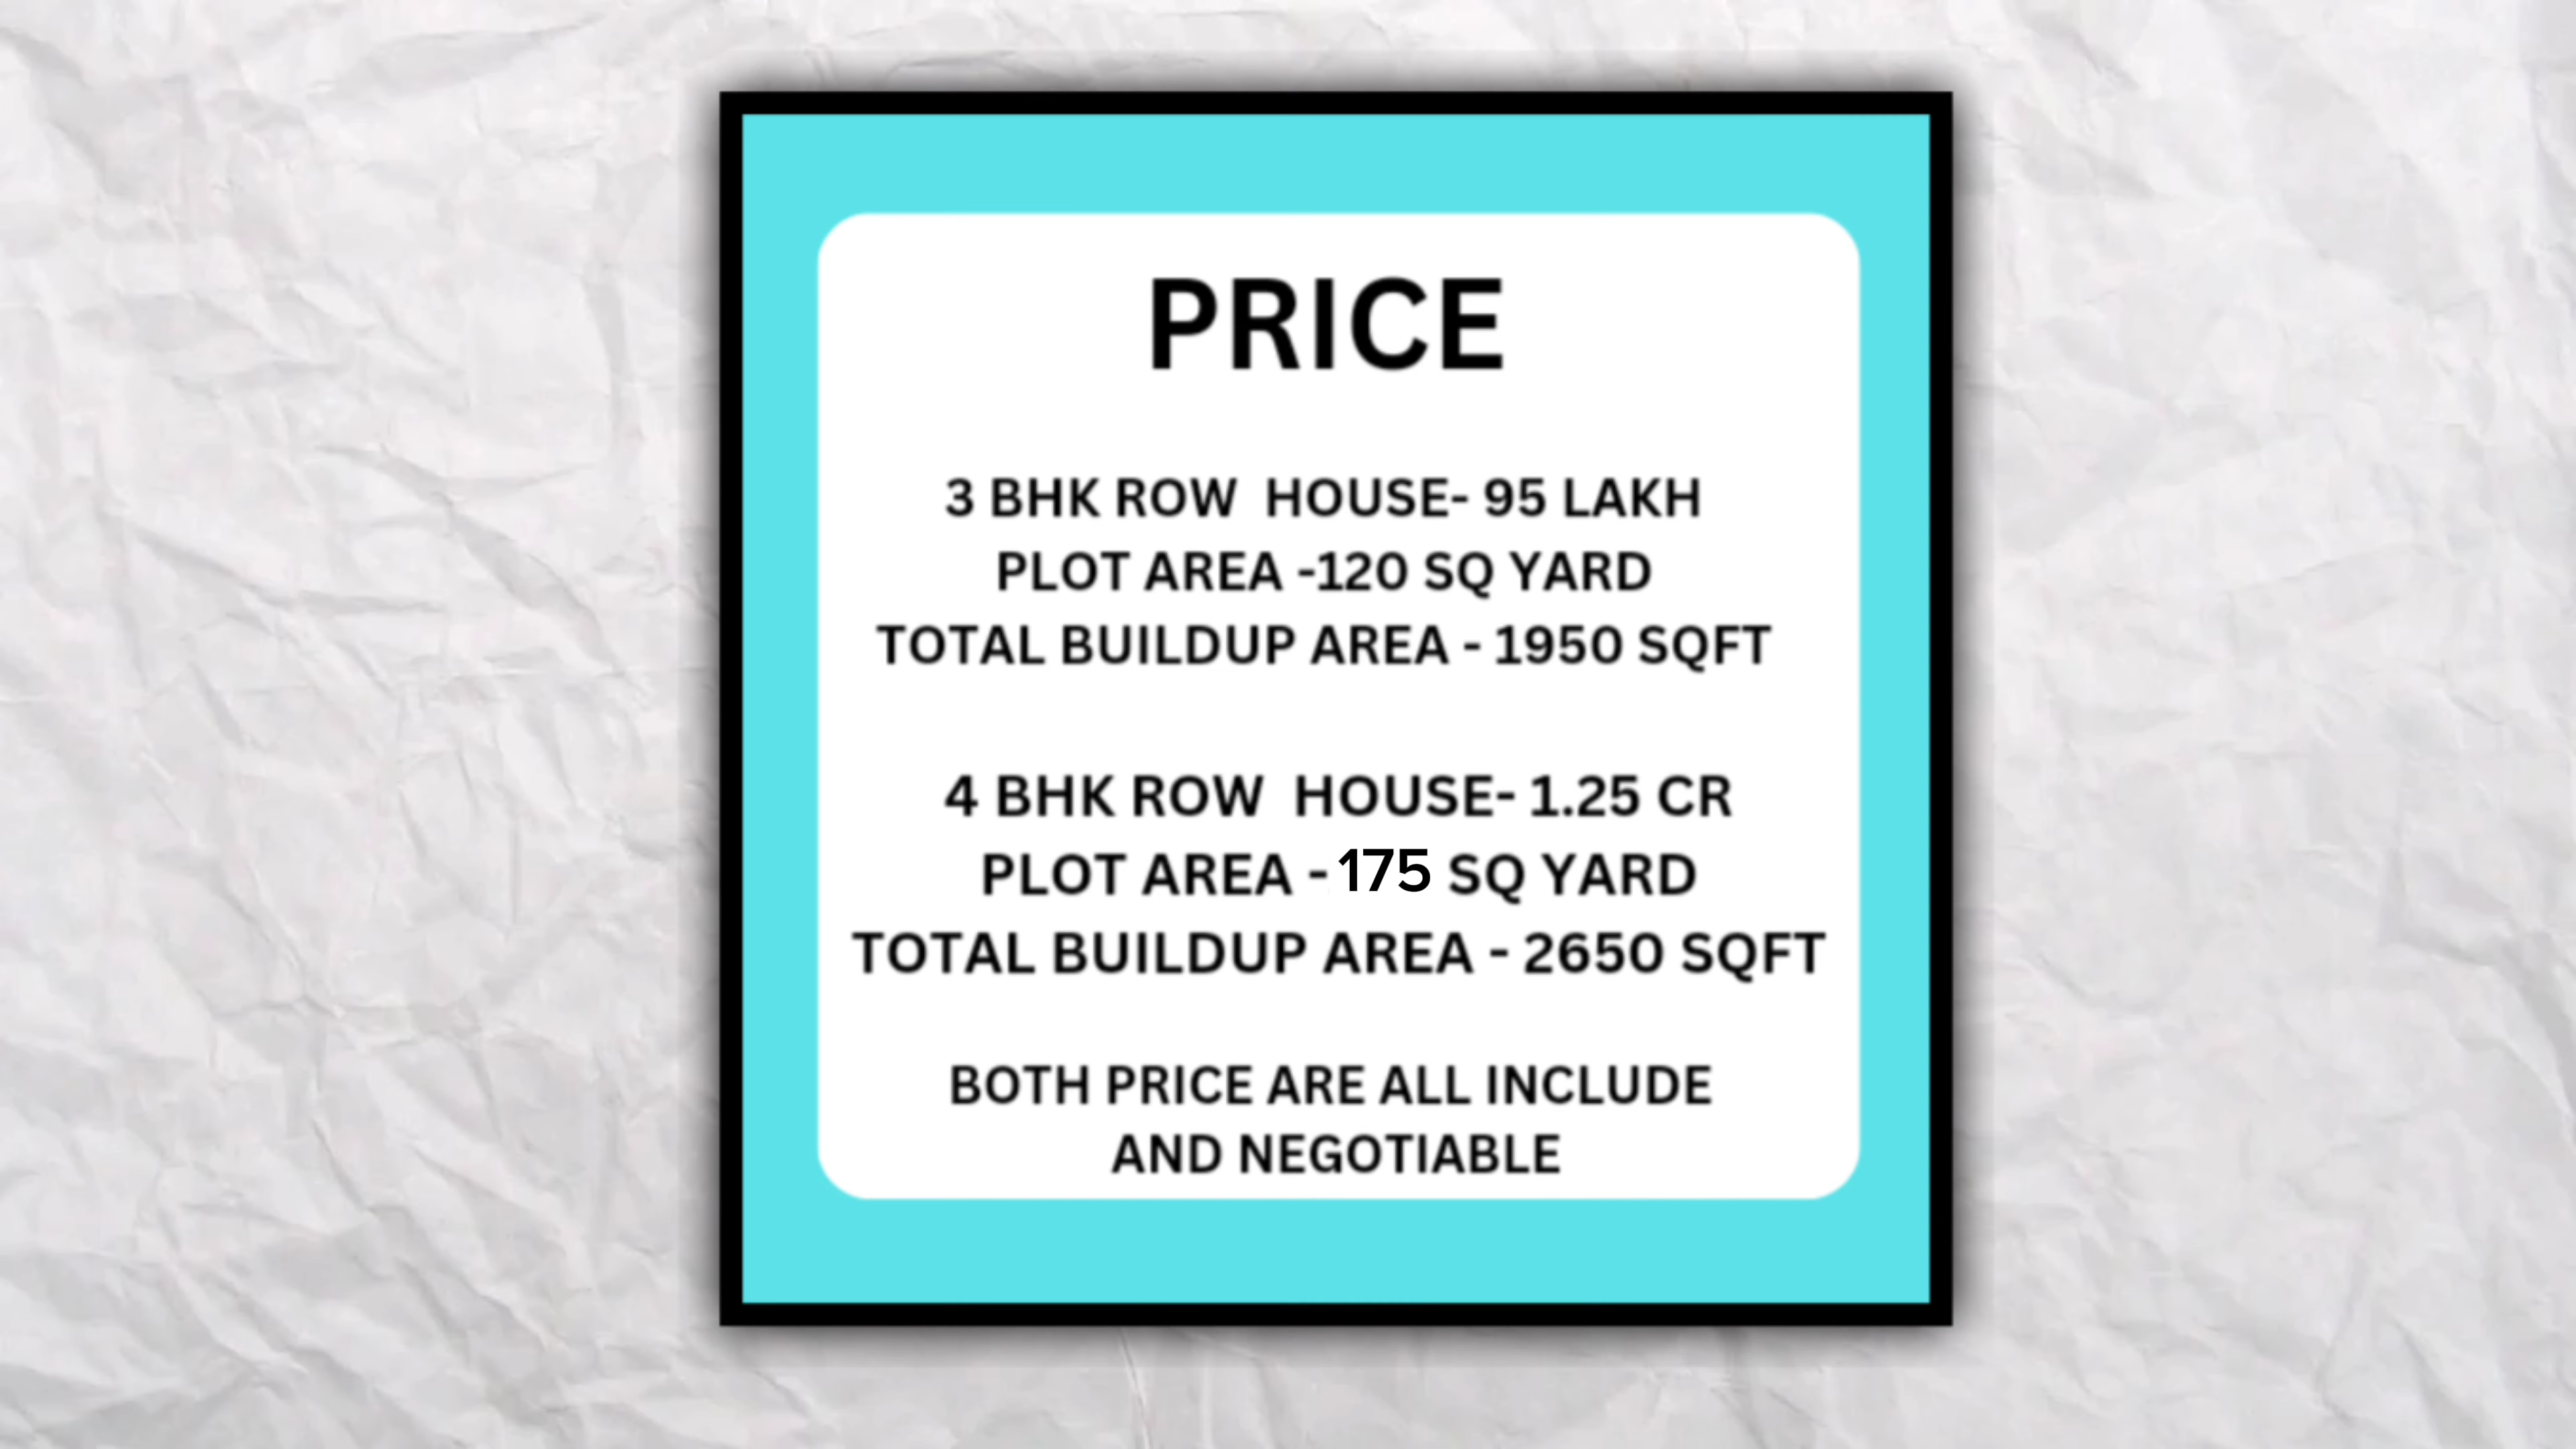 PRICE
3 BHK ROW HOUSE- 95 LAKH
PLOT AREA -120 SQ YARD
TOTAL BUILDUP AREA - 1950 SQFT
4 BHK ROW HOUSE- 1.25 CR
PLOT AREA - 175 SQ YARD
TOTAL BUILDUP AREA - 2650 SQFT
BOTH PRICE ARE ALL INCLUDE
AND NEGOTIABLE